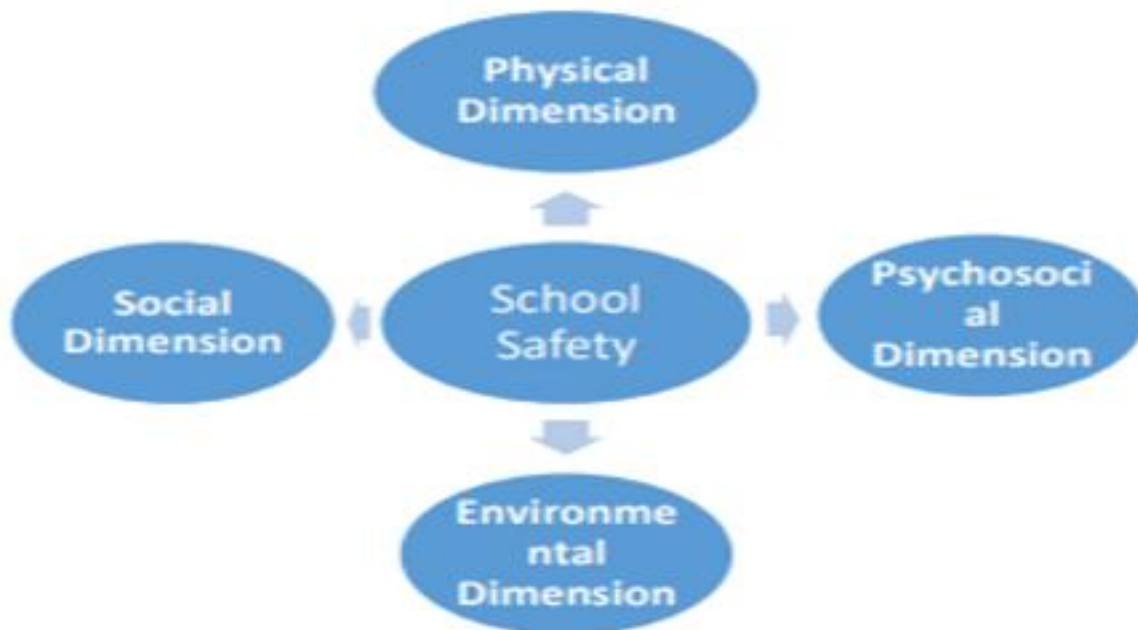 Physical
Dimension
Social
Dimension
School
Safety
Psychosoci
al
Dimension
Environme
ntal
Dimension